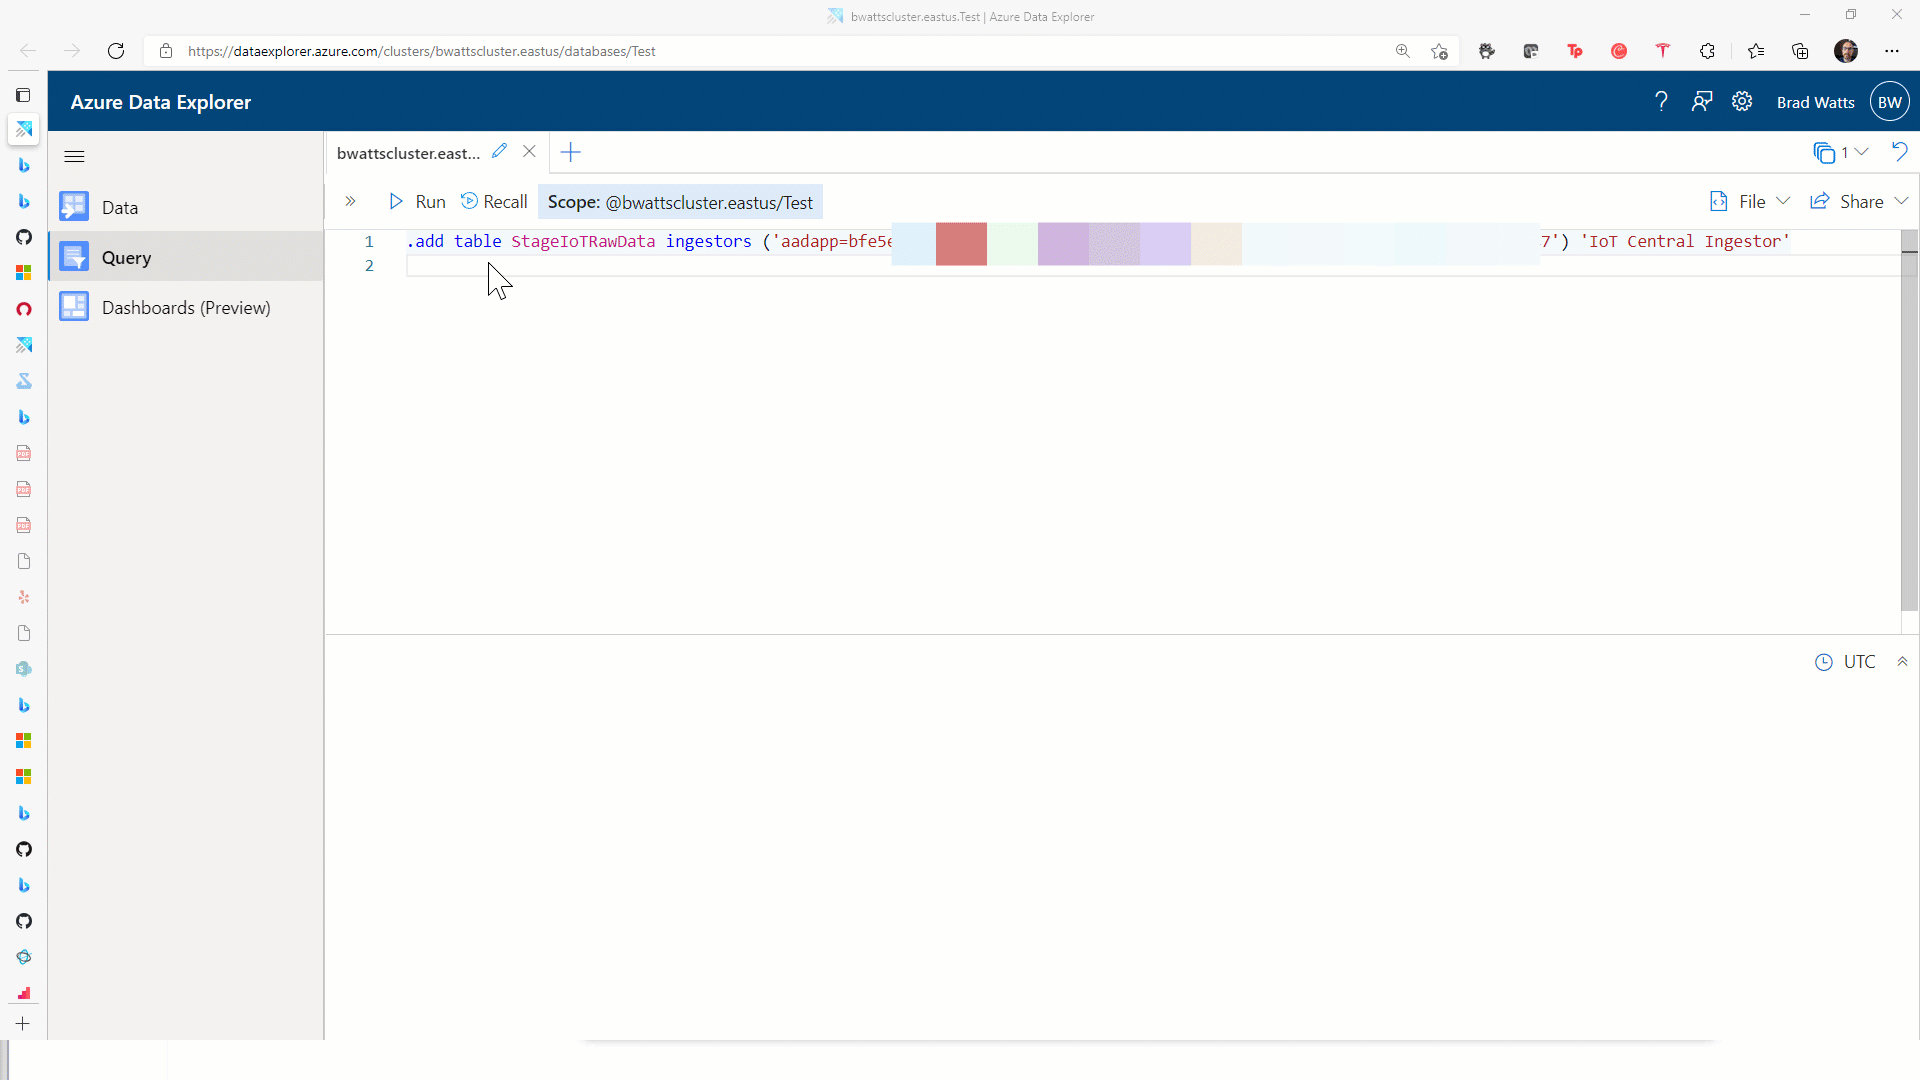 bwattscluster.eastus.Test | Azure Data Explorer
https://dataexplorer.azure.com/clusters/bwattscluster.eastus/databases/Test
Azure Data Explorer
Brad Watts
BW
bwattscluster.east...
1
Data
Query
Dashboards (Preview)
Run
Recall
Scope: @bwattscluster.eastus/Test
File
Share
1 .add table StageIoTRawData ingestors ('aadapp=bfe5e 7') 'IoT Central Ingestor'
2
UTC